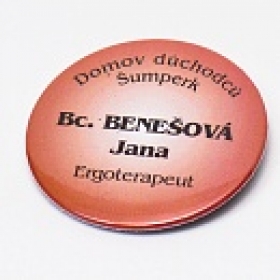 Domov důchodců
Šumperk
Bc. BENEŠOVÁ
Jana
Ergoterapeut